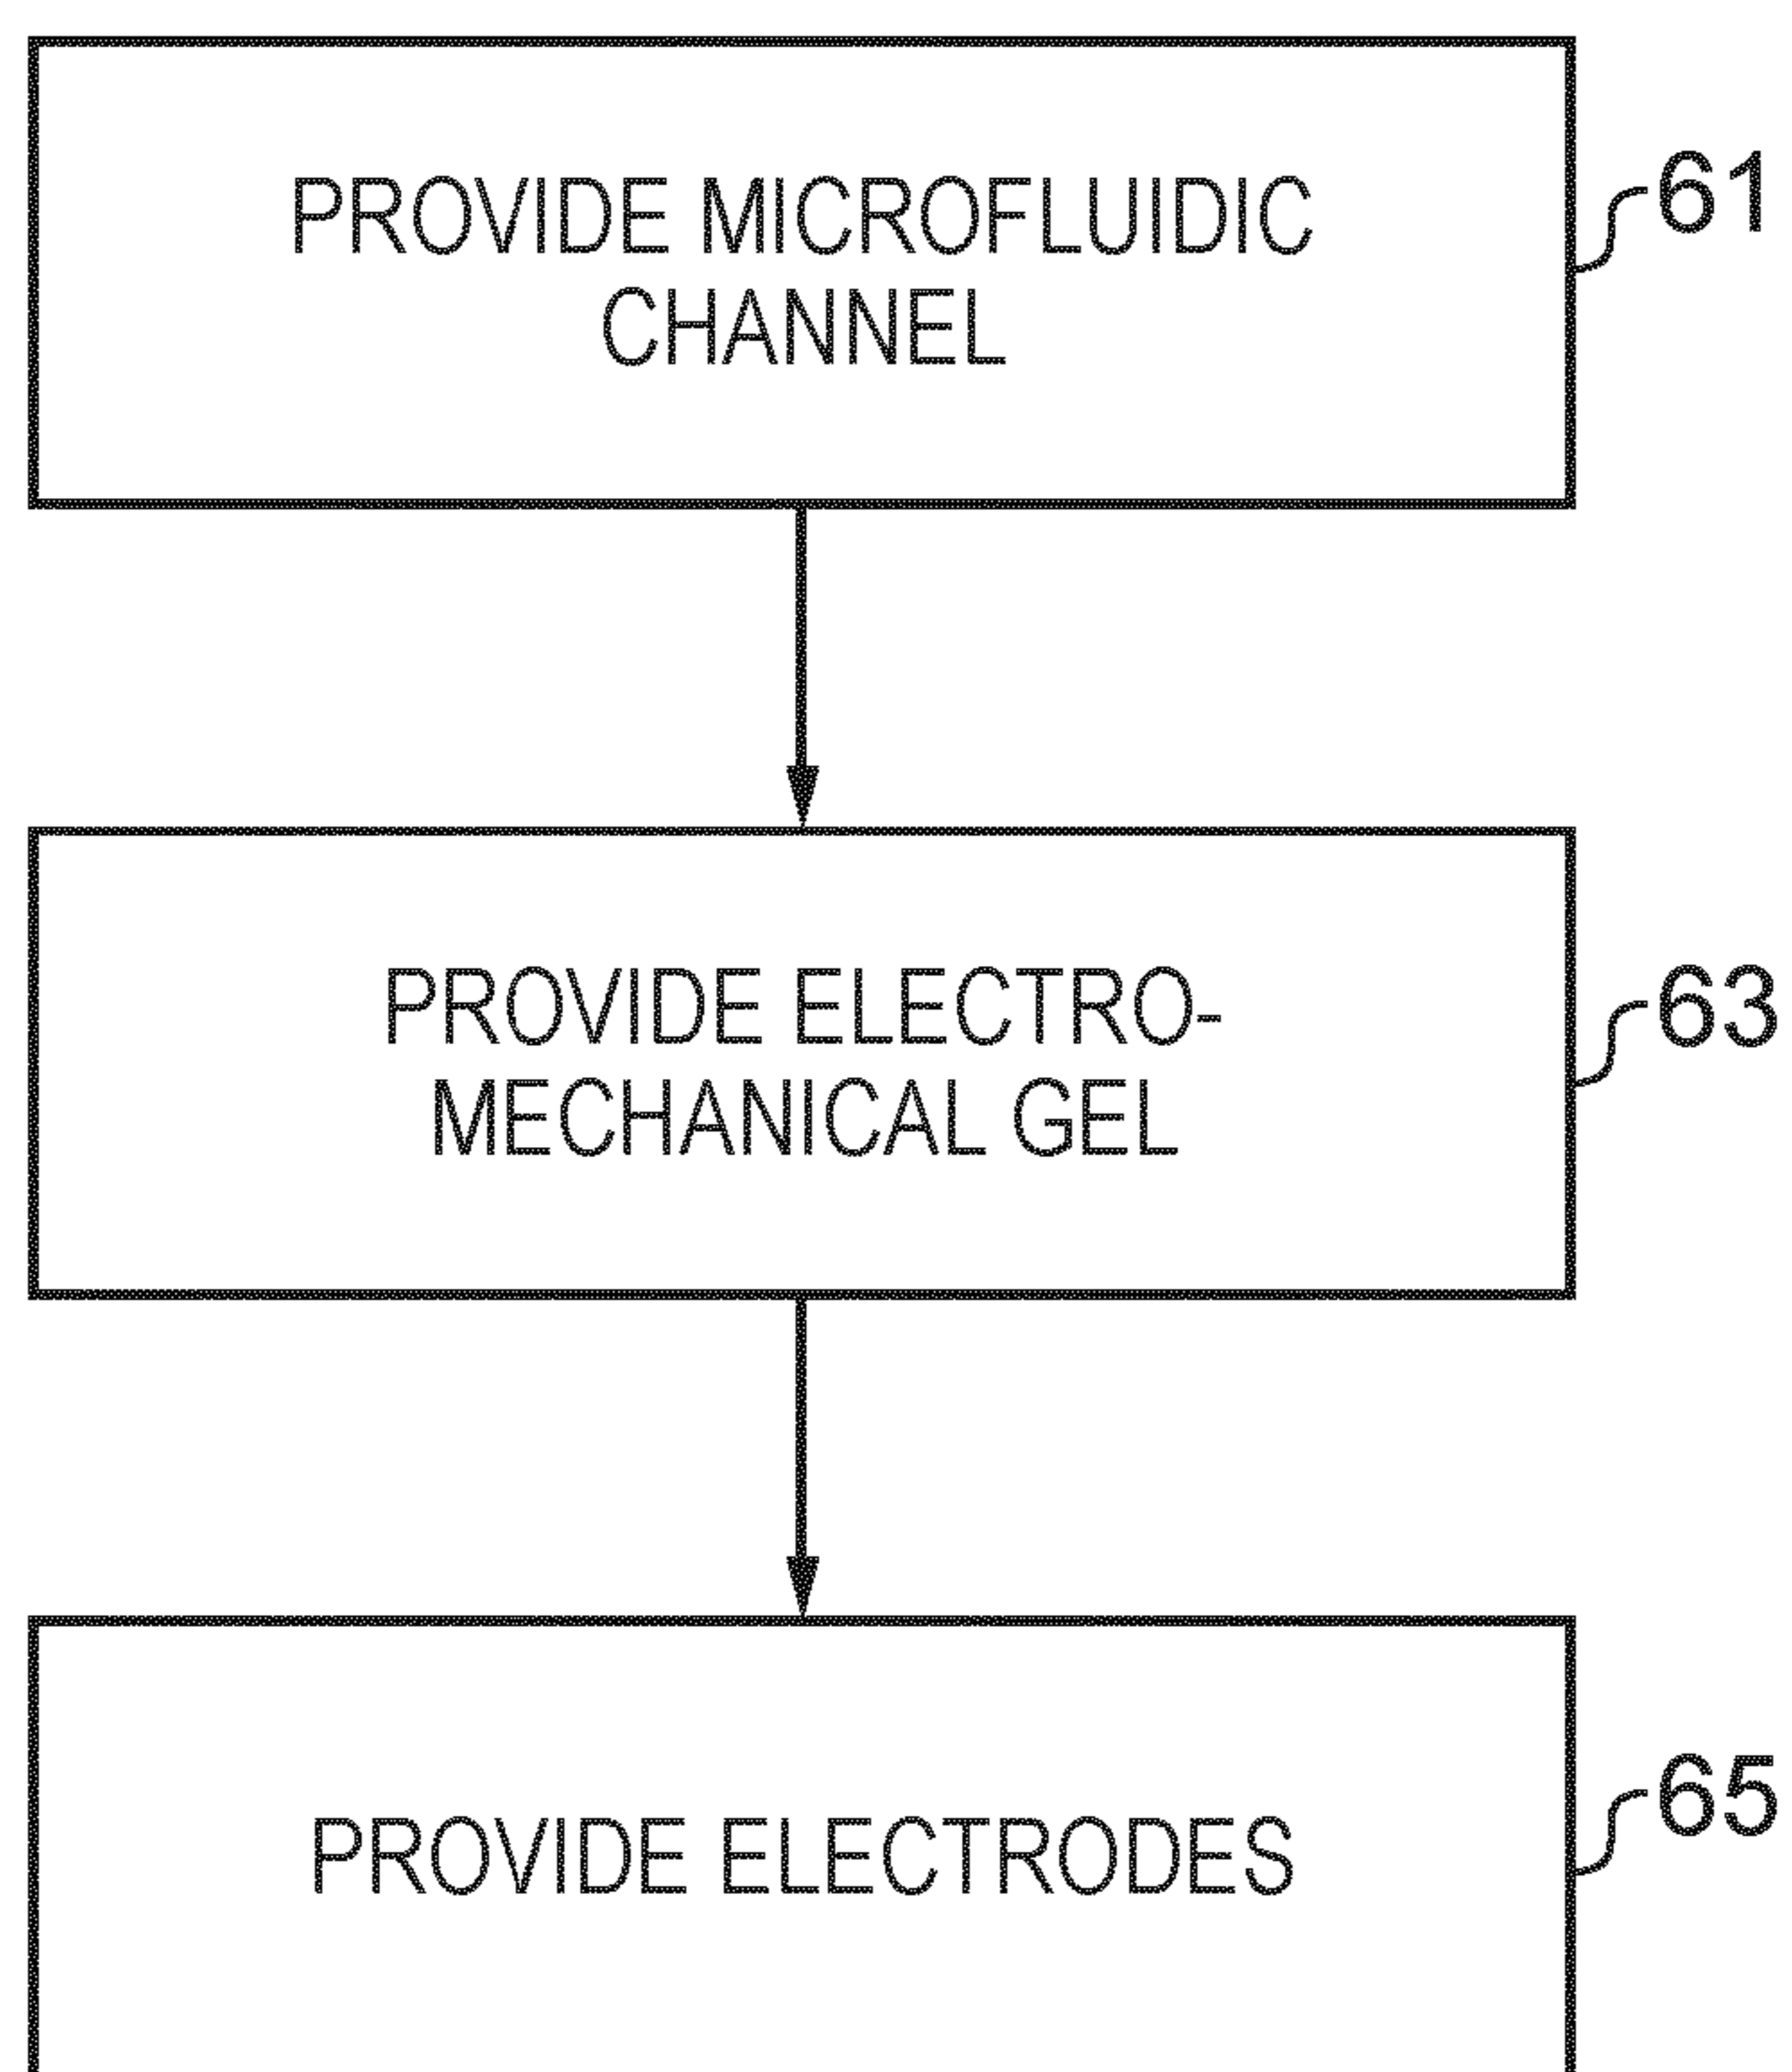 PROVIDE MICROFLUIDIC
CHANNEL
61
PROVIDE ELECTRO-
MECHANICAL GEL
63
PROVIDE ELECTRODES
65